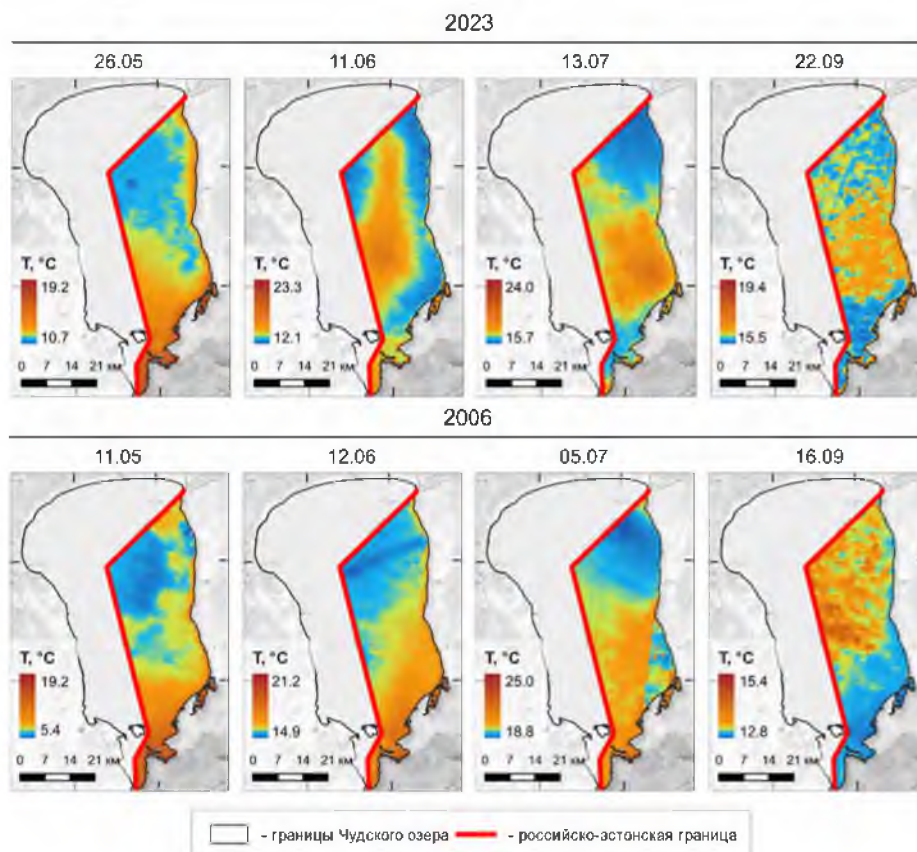 2023
26.05 11.06 13.07 22.09
T, °C T, °C T, °C T, °C
19.2 23.3 24.0 19.4
10.7 12.1 15.7 15.5
0 7 14 21 км 0 7 14 21 км 0 7 14 21 км 0 7 14 21 км
2006
11.05 12.06 05.07 16.09
T, °C T, °C T, °C T, °C
19.2 21.2 25.0 15.4
5.4 14.9 18.8 12.8
0 7 14 21 км 0 7 14 21 км 0 7 14 21 км 0 7 14 21 км
- границы Чудского озера - российско-эстонская граница